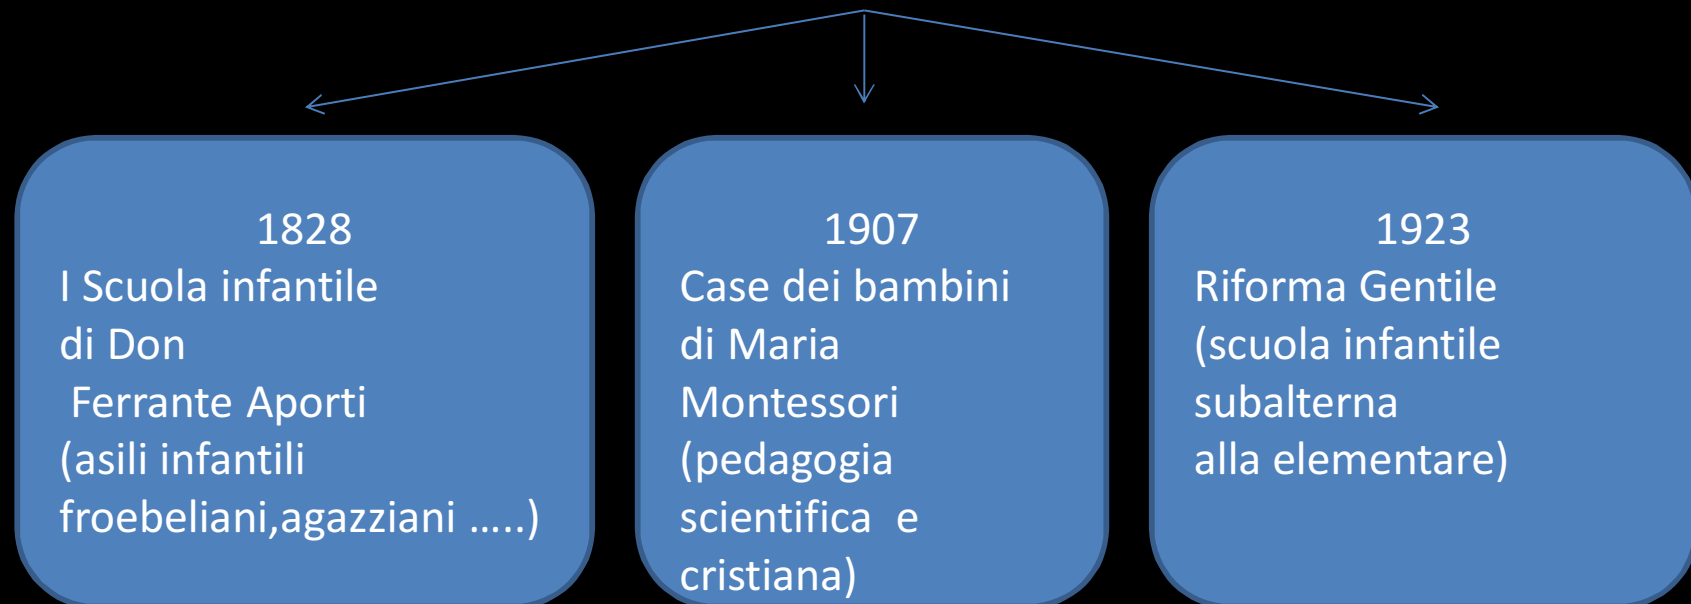 1828
I Scuola infantile
di Don
Ferrante Aporti
(asili infantili
froebeliani,agazziani …..)
1907
Case dei bambini
di Maria
Montessori
(pedagogia
scientifica e
cristiana)
1923
Riforma Gentile
(scuola infantile
subalterna
alla elementare)